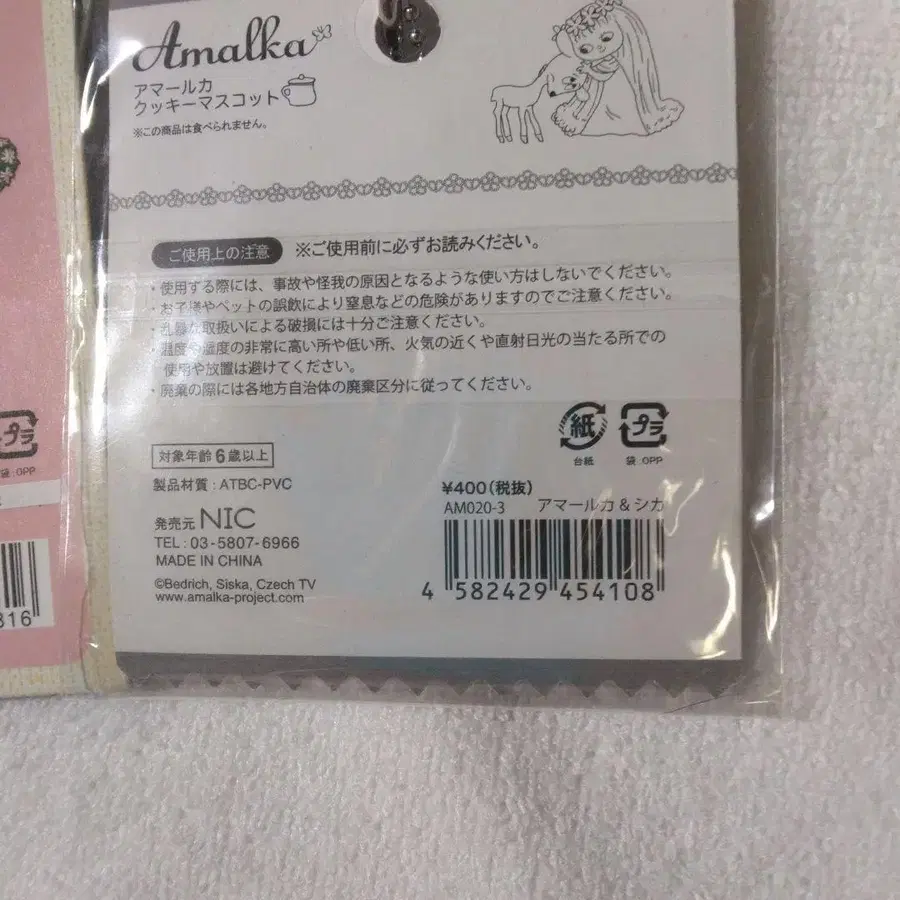 Amalka
アマールカ
クッキーマスコット
※この商品は食べられません。
ご使用上の注意
※ご使用前に必ずお読みください。
・使用する際には、事故や怪我の原因となるような使い方はしないでください。
・お子様やペットの誤飲により窒息などの危険がありますのでご注意ください。
・乱暴な取扱いによる破損には十分ご注意ください。
・温度や湿度の非常に高い所や低い所、火気の近くや直射日光の当たる所での
使用や放置は避けてください。
・廃棄の際には各地方自治体の廃棄区分に従ってください。
紙
台紙
プラ
袋:OPP
対象年齢6歳以上
製品材質:ATBC-PVC
発売元 NIC
TEL:03-5807-6966
MADE IN CHINA
©Bedrich, Siska, Czech TV
www.amalka-project.com
¥400(税抜)
AM020-3 アマールカ&シカ
4 582429 454108
プラ
袋:OPP
816